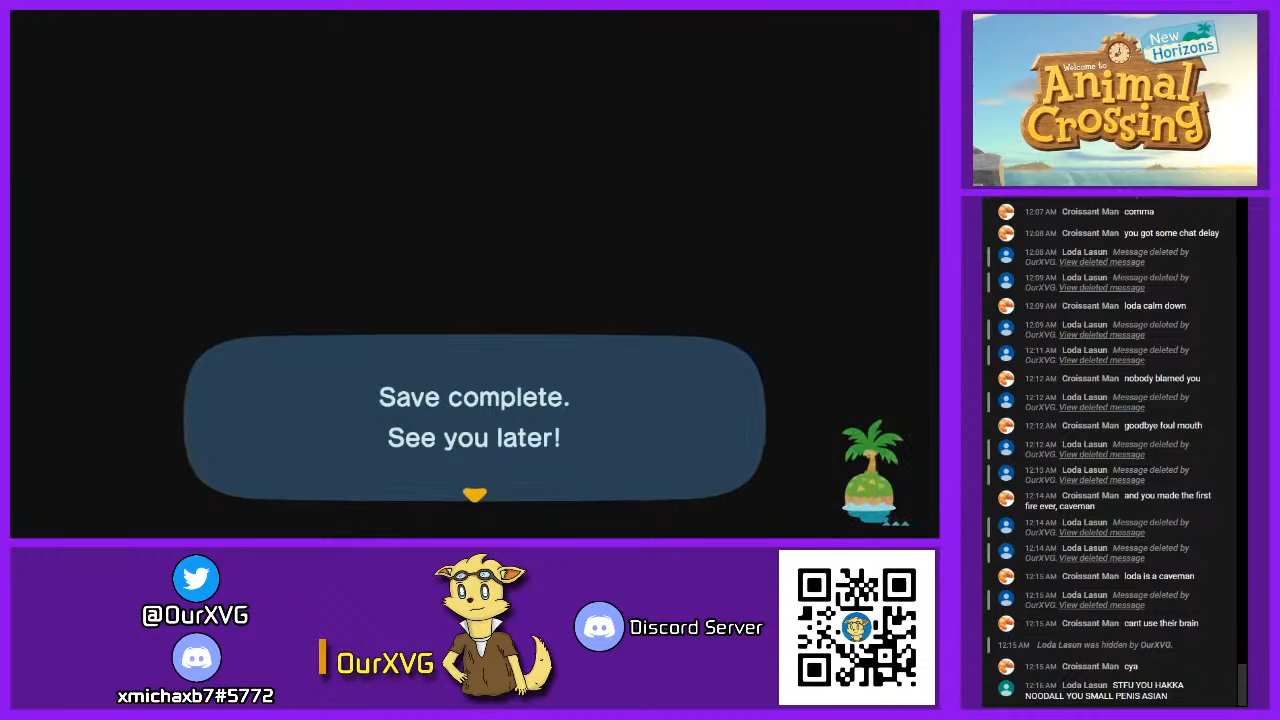 Save complete.
See you later!
New
Horizons
Welcome to
Animal
Crossing
12:07 AM Croissant Man comma
12:08 AM Croissant Man you got some chat delay
12:08 AM Loda Lasun Message deleted by
OurXVG. View deleted message
12:09 AM Loda Lasun Message deleted by
OurXVG. View deleted message
12:09 AM Croissant Man loda calm down
12:09 AM Loda Lasun Message deleted by
OurXVG. View deleted message
12:11 AM Loda Lasun Message deleted by
OurXVG. View deleted message
12:12 AM Croissant Man nobody blamed you
12:12 AM Loda Lasun Message deleted by
OurXVG. View deleted message
12:12 AM Croissant Man goodbye foul mouth
12:12 AM Loda Lasun Message deleted by
OurXVG. View deleted message
12:13 AM Loda Lasun Message deleted by
OurXVG. View deleted message
12:14 AM Croissant Man and you made the first
fire ever, caveman
12:14 AM Loda Lasun Message deleted by
OurXVG. View deleted message
12:14 AM Loda Lasun Message deleted by
OurXVG. View deleted message
12:15 AM Croissant Man loda is a caveman
12:15 AM Loda Lasun Message deleted by
OurXVG. View deleted message
12:15 AM Croissant Man cant use their brain
12:15 AM Loda Lasun was hidden by OurXVG.
12:15 AM Croissant Man cya
12:16 AM Loda Lasun STFU YOU HAKKA
NOODALL YOU SMALL PENIS ASIAN
@OurXVG
xmichaxb7#5772
OurXVG
Discord Server